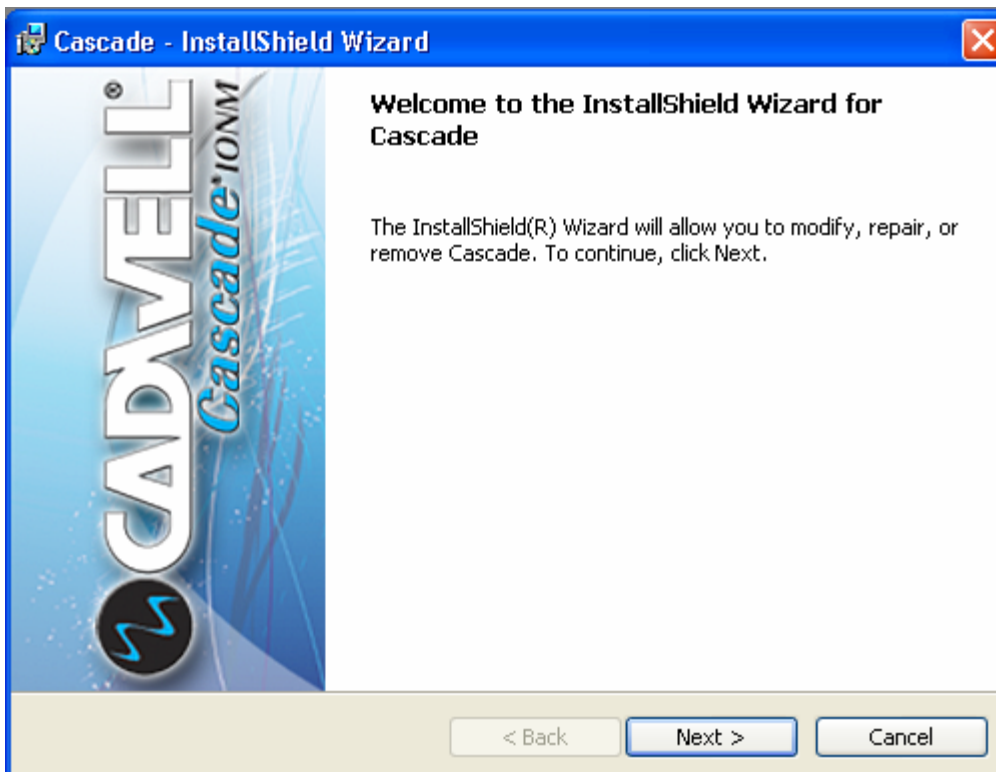 Cascade - InstallShield Wizard
CADWELL®
Cascade® IONM
Welcome to the InstallShield Wizard for
Cascade
The InstallShield(R) Wizard will allow you to modify, repair, or
remove Cascade. To continue, click Next.
< Back
Next >
Cancel